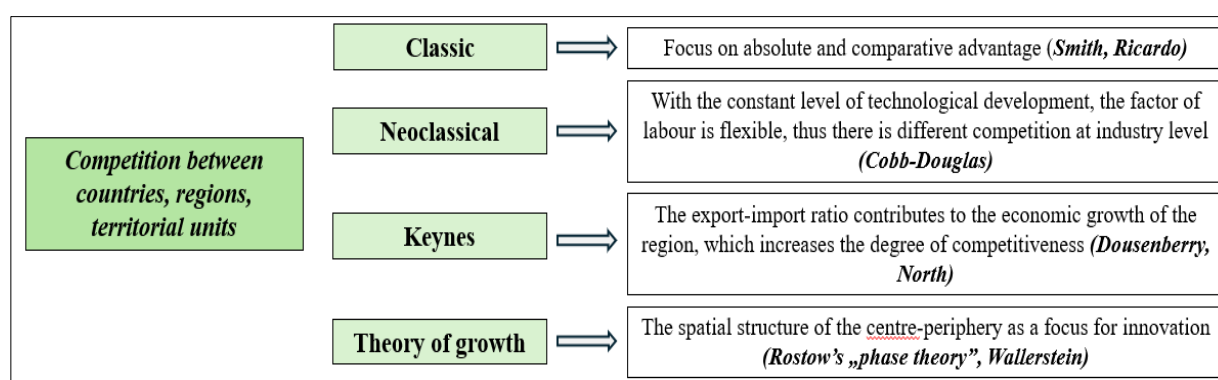 Classic
Focus on absolute and comparative advantage (Smith, Ricardo)
Competition between
countries, regions,
territorial units
Neoclassical
With the constant level of technological development, the factor of
labour is flexible, thus there is different competition at industry level
(Cobb-Douglas)
Keynes
The export-import ratio contributes to the economic growth of the
region, which increases the degree of competitiveness (Dousenberry,
North)
Theory of growth
The spatial structure of the centre-periphery as a focus for innovation
(Rostow's „phase theory”, Wallerstein)